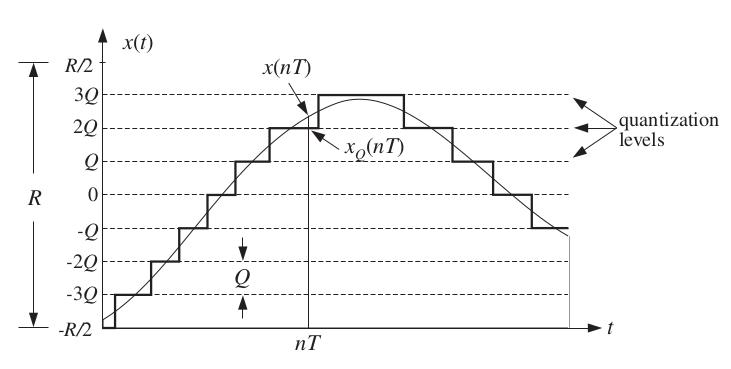 x(t)
R/2
x(nT)
3Q
quantization
levels
2Q
x_Q(nT)
Q
R
0
-Q
-2Q
Q
-3Q
-R/2
t
nT